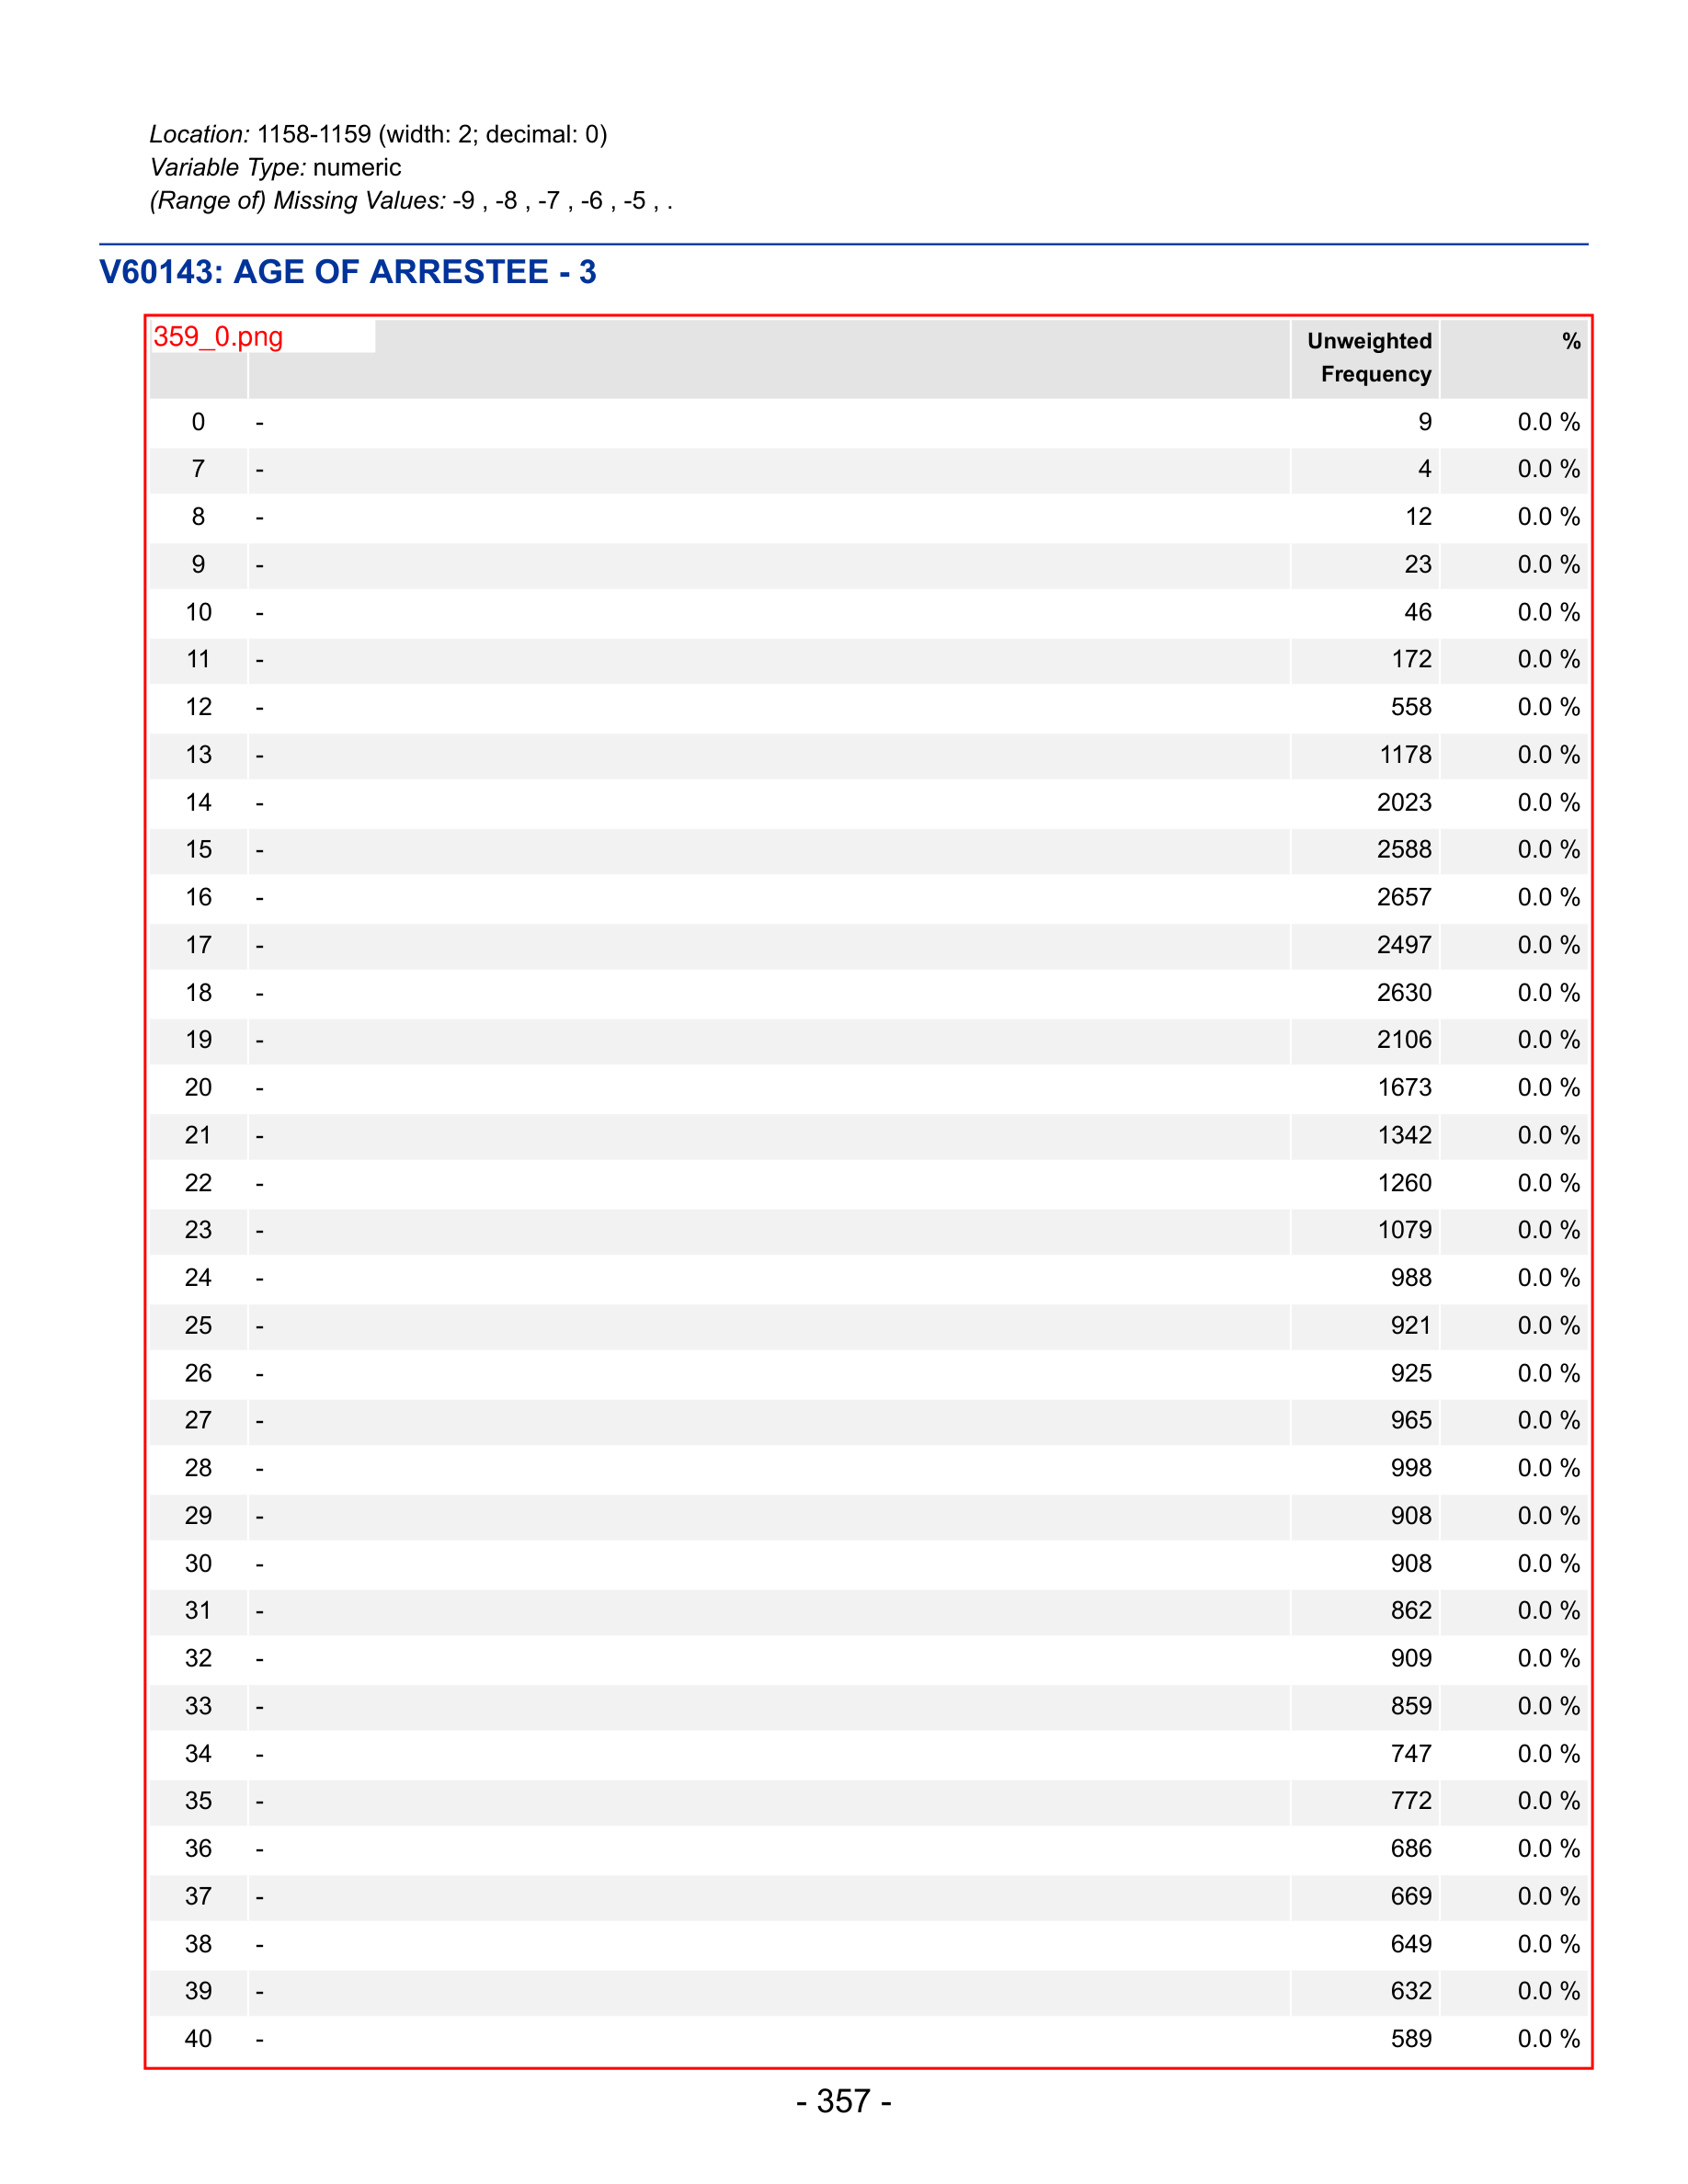 Location: 1158-1159 (width: 2; decimal: 0)
Variable Type: numeric
(Range of) Missing Values: -9 , -8 , -7 , -6 , -5 , .
V60143: AGE OF ARRESTEE - 3
359_0.png
Unweighted Frequency %
0 - 9 0.0 %
7 - 4 0.0 %
8 - 12 0.0 %
9 - 23 0.0 %
10 - 46 0.0 %
11 - 172 0.0 %
12 - 558 0.0 %
13 - 1178 0.0 %
14 - 2023 0.0 %
15 - 2588 0.0 %
16 - 2657 0.0 %
17 - 2497 0.0 %
18 - 2630 0.0 %
19 - 2106 0.0 %
20 - 1673 0.0 %
21 - 1342 0.0 %
22 - 1260 0.0 %
23 - 1079 0.0 %
24 - 988 0.0 %
25 - 921 0.0 %
26 - 925 0.0 %
27 - 965 0.0 %
28 - 998 0.0 %
29 - 908 0.0 %
30 - 908 0.0 %
31 - 862 0.0 %
32 - 909 0.0 %
33 - 859 0.0 %
34 - 747 0.0 %
35 - 772 0.0 %
36 - 686 0.0 %
37 - 669 0.0 %
38 - 649 0.0 %
39 - 632 0.0 %
40 - 589 0.0 %
- 357 -